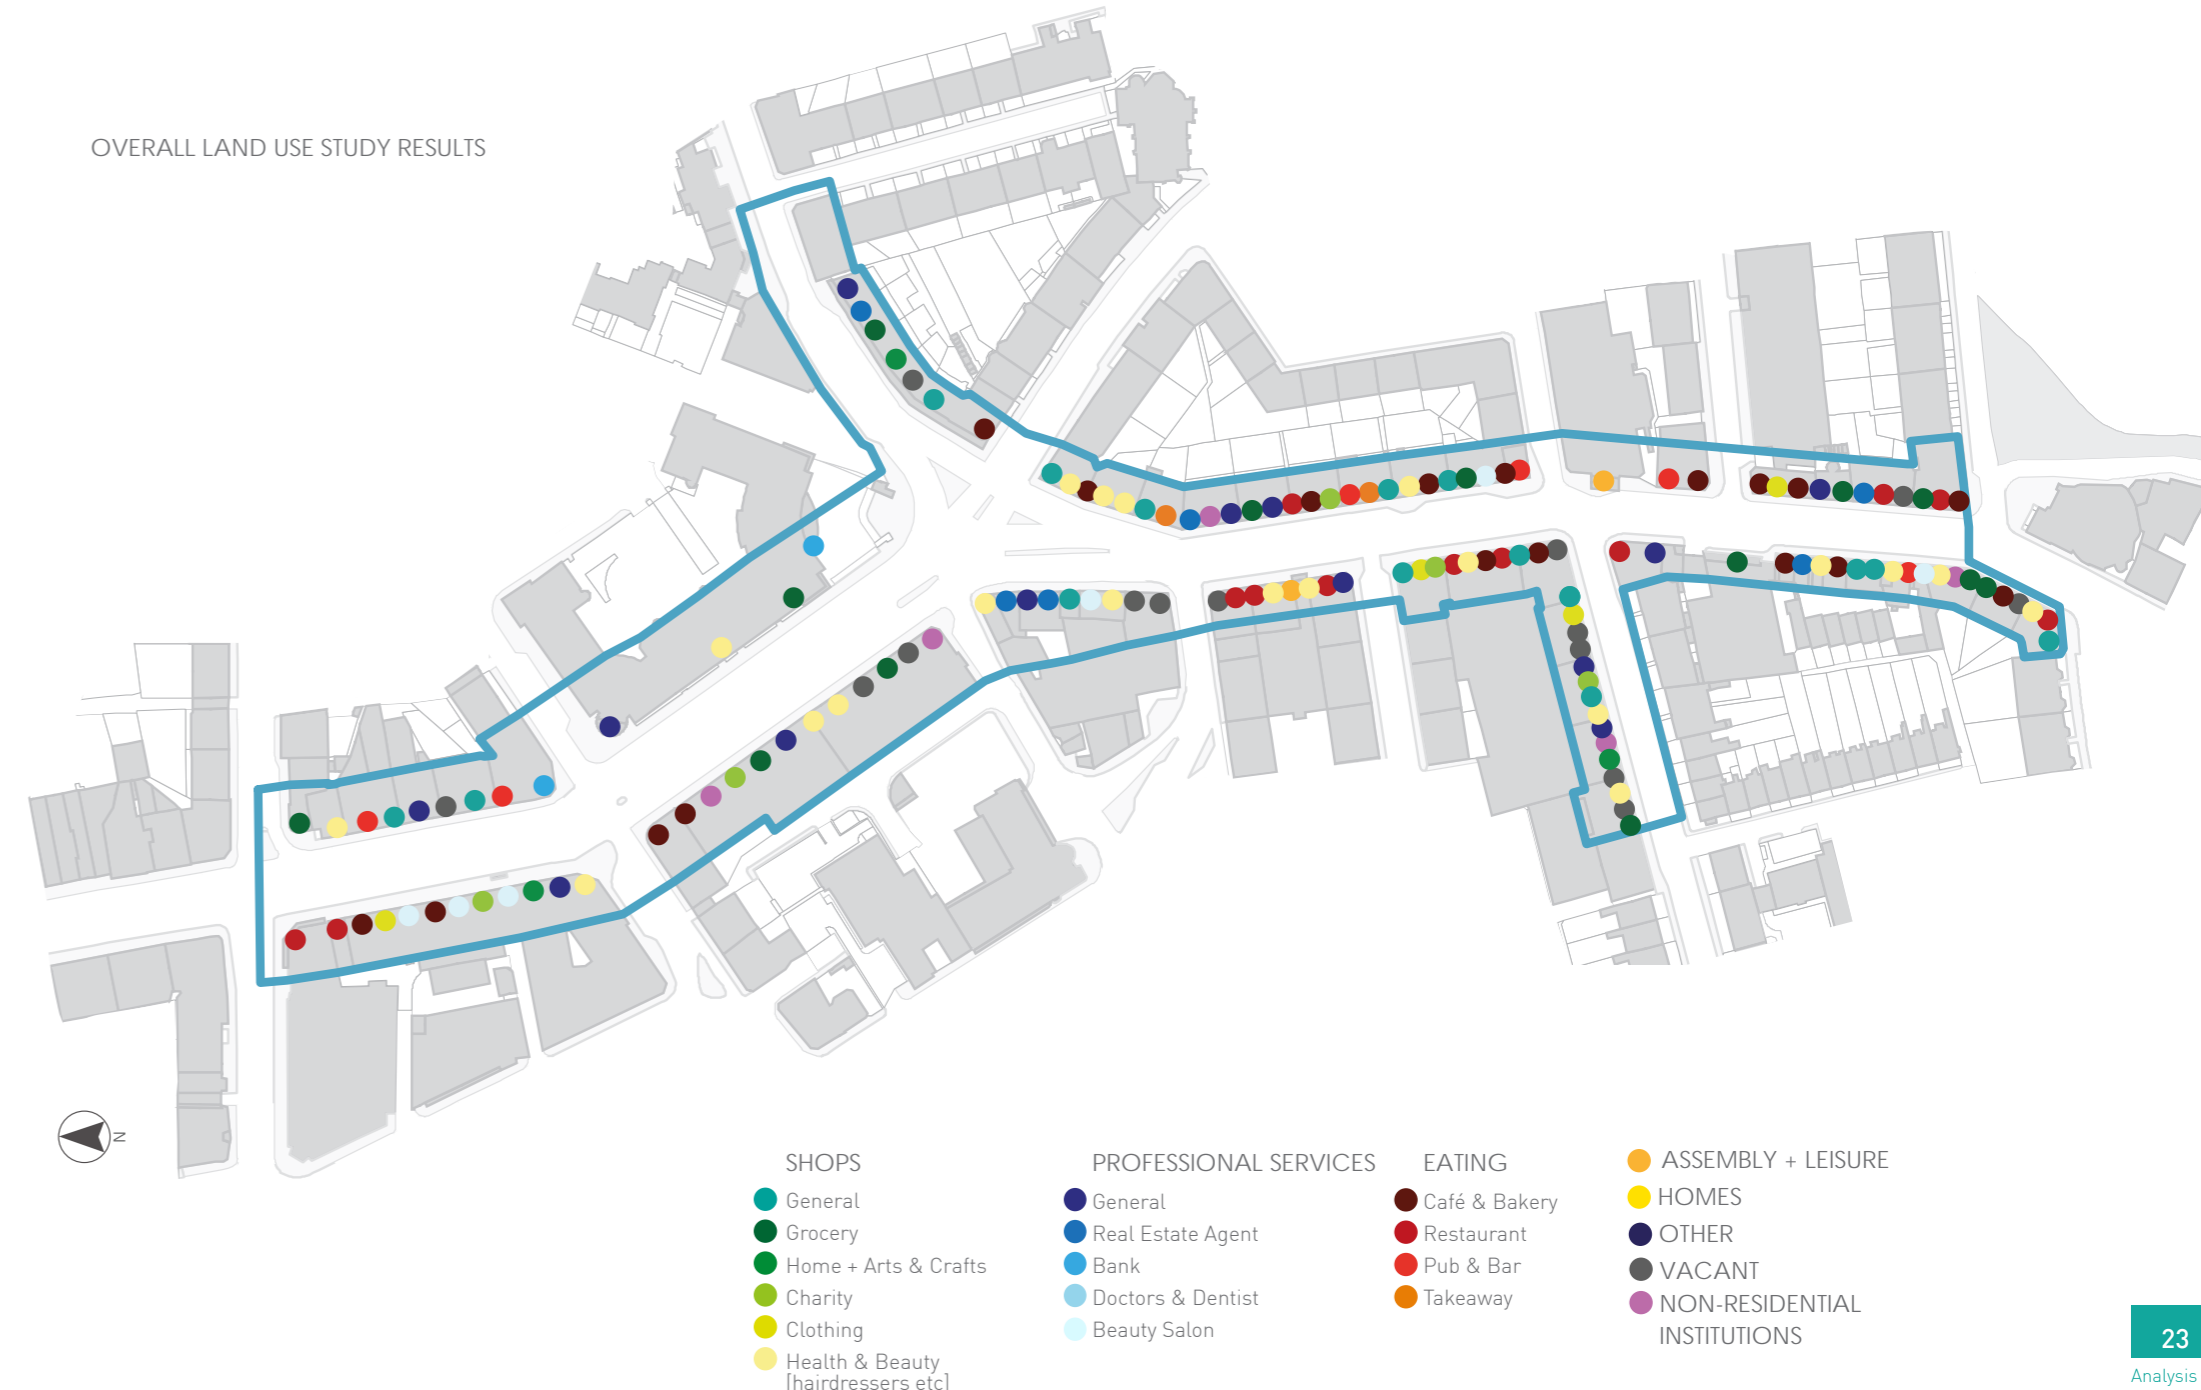 OVERALL LAND USE STUDY RESULTS
N
SHOPS
General
Grocery
Home + Arts & Crafts
Charity
Clothing
Health & Beauty
[hairdressers etc]
PROFESSIONAL SERVICES
General
Real Estate Agent
Bank
Doctors & Dentist
Beauty Salon
EATING
Café & Bakery
Restaurant
Pub & Bar
Takeaway
ASSEMBLY + LEISURE
HOMES
OTHER
VACANT
NON-RESIDENTIAL
INSTITUTIONS
23
Analysis